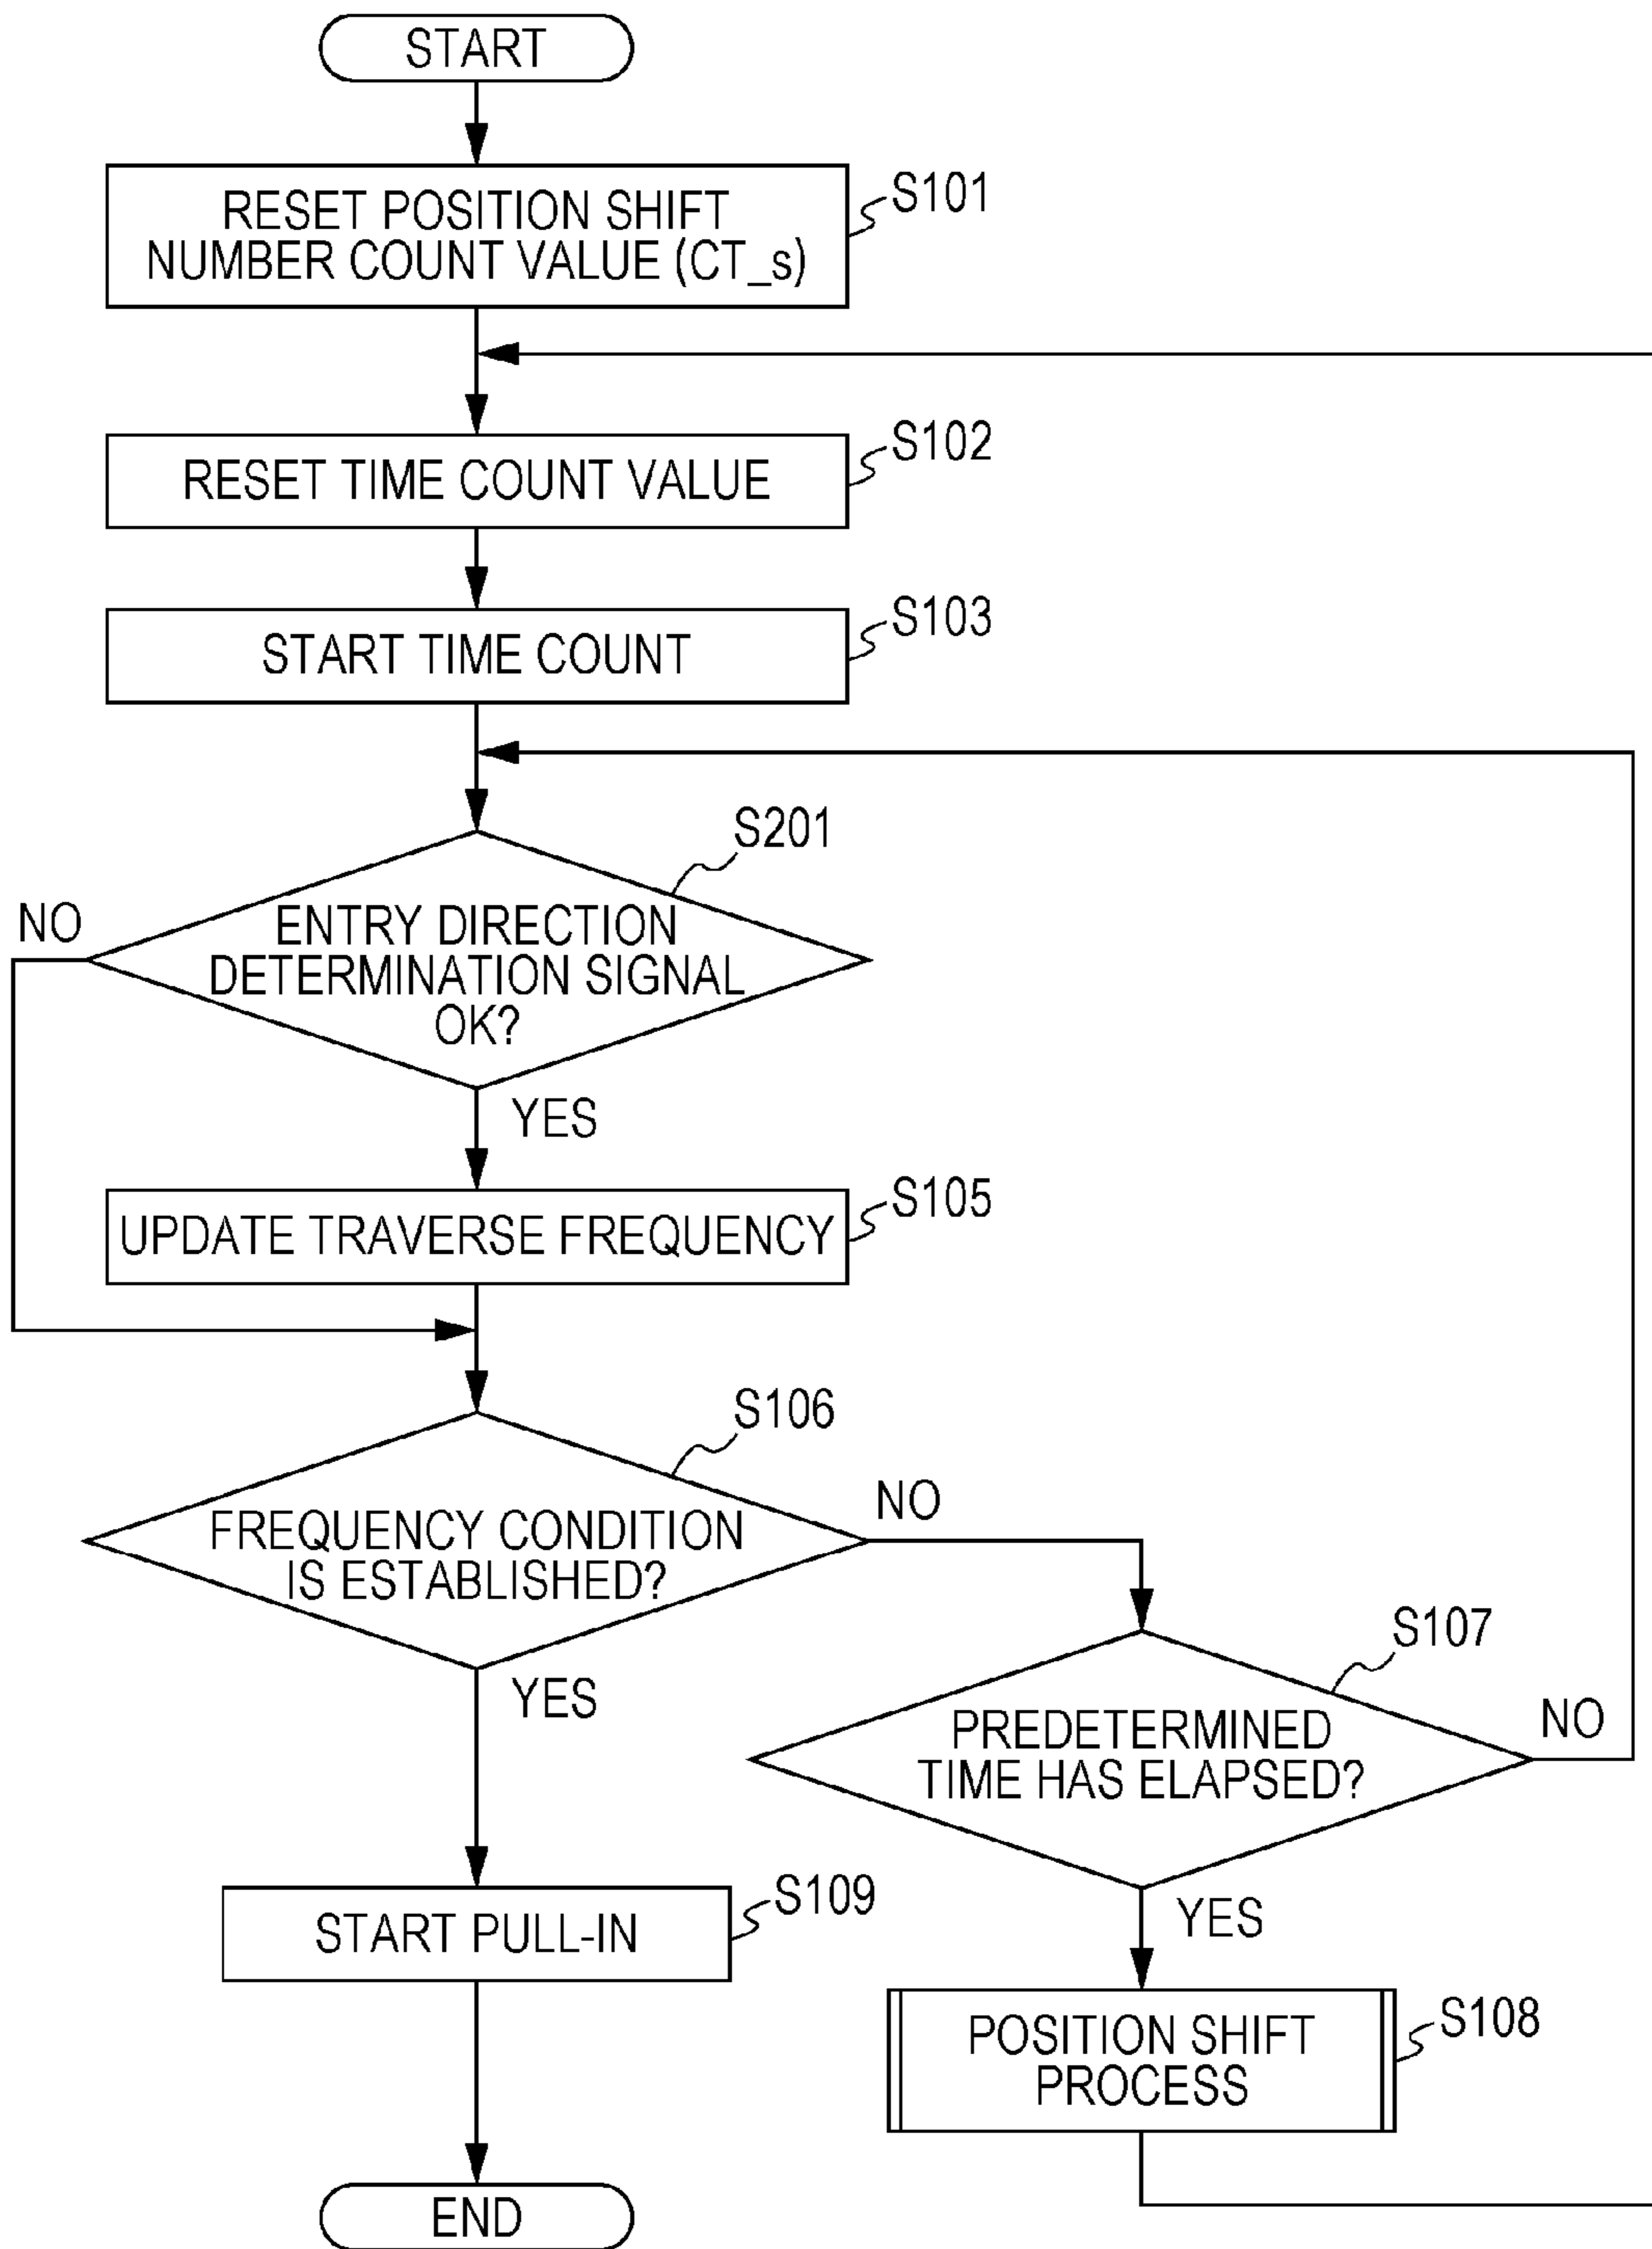 START
RESET POSITION SHIFT
NUMBER COUNT VALUE (CT_s)
S101
RESET TIME COUNT VALUE
S102
START TIME COUNT
S103
S201
NO
ENTRY DIRECTION
DETERMINATION SIGNAL
OK?
YES
UPDATE TRAVERSE FREQUENCY
S105
S106
FREQUENCY CONDITION
IS ESTABLISHED?
NO
YES
S107
PREDETERMINED
TIME HAS ELAPSED?
NO
YES
START PULL-IN
S109
POSITION SHIFT
PROCESS
S108
END